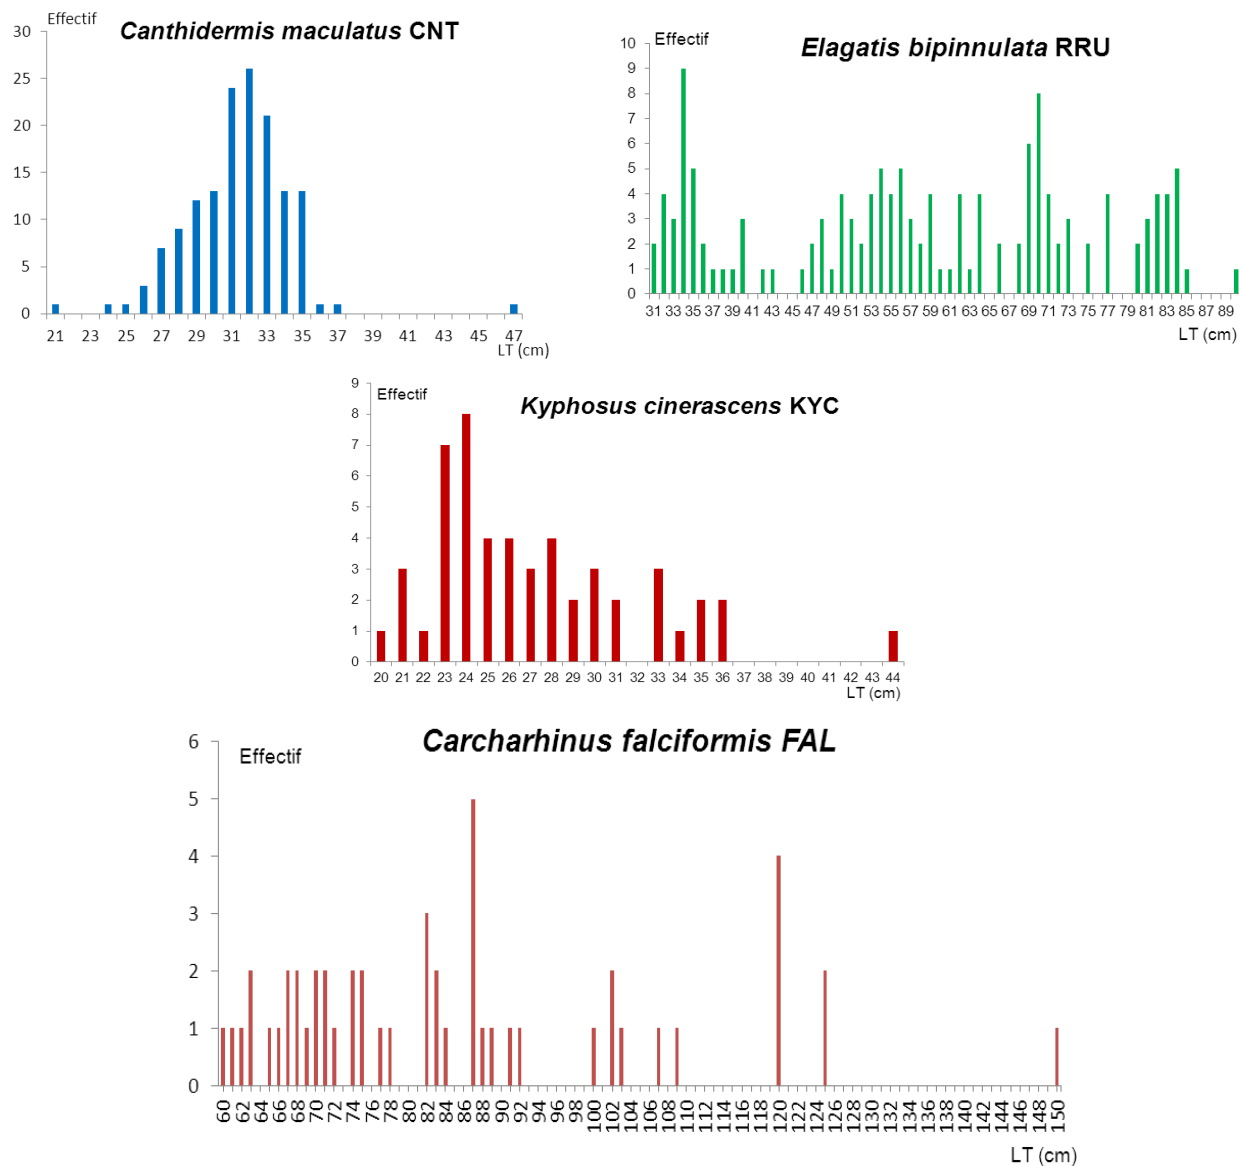 Effectif
Canthidermis maculatus CNT
30
25
20
15
10
5
0
21 23 25 27 29 31 33 35 37 39 41 43 45 47
LT (cm)
Effectif
Elagatis bipinnulata RRU
10
9
8
7
6
5
4
3
2
1
0
31 33 35 37 39 41 43 45 47 49 51 53 55 57 59 61 63 65 67 69 71 73 75 77 79 81 83 85 87 89
LT (cm)
Effectif
Kyphosus cinerascens KYC
9
8
7
6
5
4
3
2
1
0
20 21 22 23 24 25 26 27 28 29 30 31 32 33 34 35 36 37 38 39 40 41 42 43 44
LT (cm)
Carcharhinus falciformis FAL
Effectif
6
5
4
3
2
1
0
60 62 64 66 68 70 72 74 76 78 80 82 84 86 88 90 92 94 96 98 100 102 104 106 108 110 112 114 116 118 120 122 124 126 128 130 132 134 136 138 140 142 144 146 148 150
LT (cm)